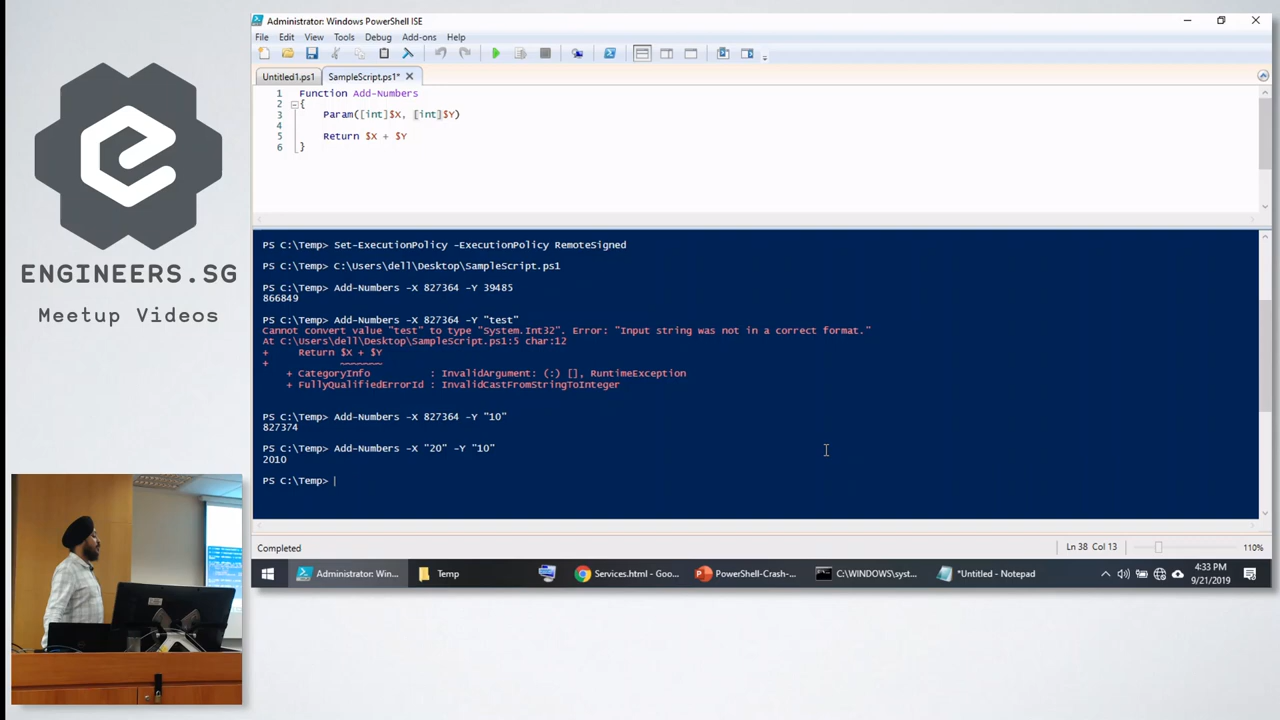 Administrator: Windows PowerShell ISE
File Edit View Tools Debug Add-ons Help
Untitled1.ps1 SampleScript.ps1*
1 Function Add-Numbers
2 {
3 Param([int]$X, [int]$Y)
4
5 Return $X + $Y
6 }
PS C:\Temp> Set-ExecutionPolicy -ExecutionPolicy RemoteSigned
PS C:\Temp> C:\Users\dell\Desktop\SampleScript.ps1
PS C:\Temp> Add-Numbers -X 827364 -Y 39485
866849
PS C:\Temp> Add-Numbers -X 827364 -Y "test"
Cannot convert value "test" to type "System.Int32". Error: "Input string was not in a correct format."
At C:\Users\dell\Desktop\SampleScript.ps1:5 char:12
+ Return $X + $Y
+ ~~~~~~~
+ CategoryInfo : InvalidArgument: (:) [], RuntimeException
+ FullyQualifiedErrorId : InvalidCastFromStringToInteger
PS C:\Temp> Add-Numbers -X 827364 -Y "10"
827374
PS C:\Temp> Add-Numbers -X "20" -Y "10"
2010
PS C:\Temp>
Completed
Ln 38 Col 13
110%
Administrator: Win...
Temp
Services.html - Goo...
PowerShell-Crash-...
C:\WINDOWS\syst...
*Untitled - Notepad
4:33 PM
9/21/2019
ENGINEERS.SG
Meetup Videos